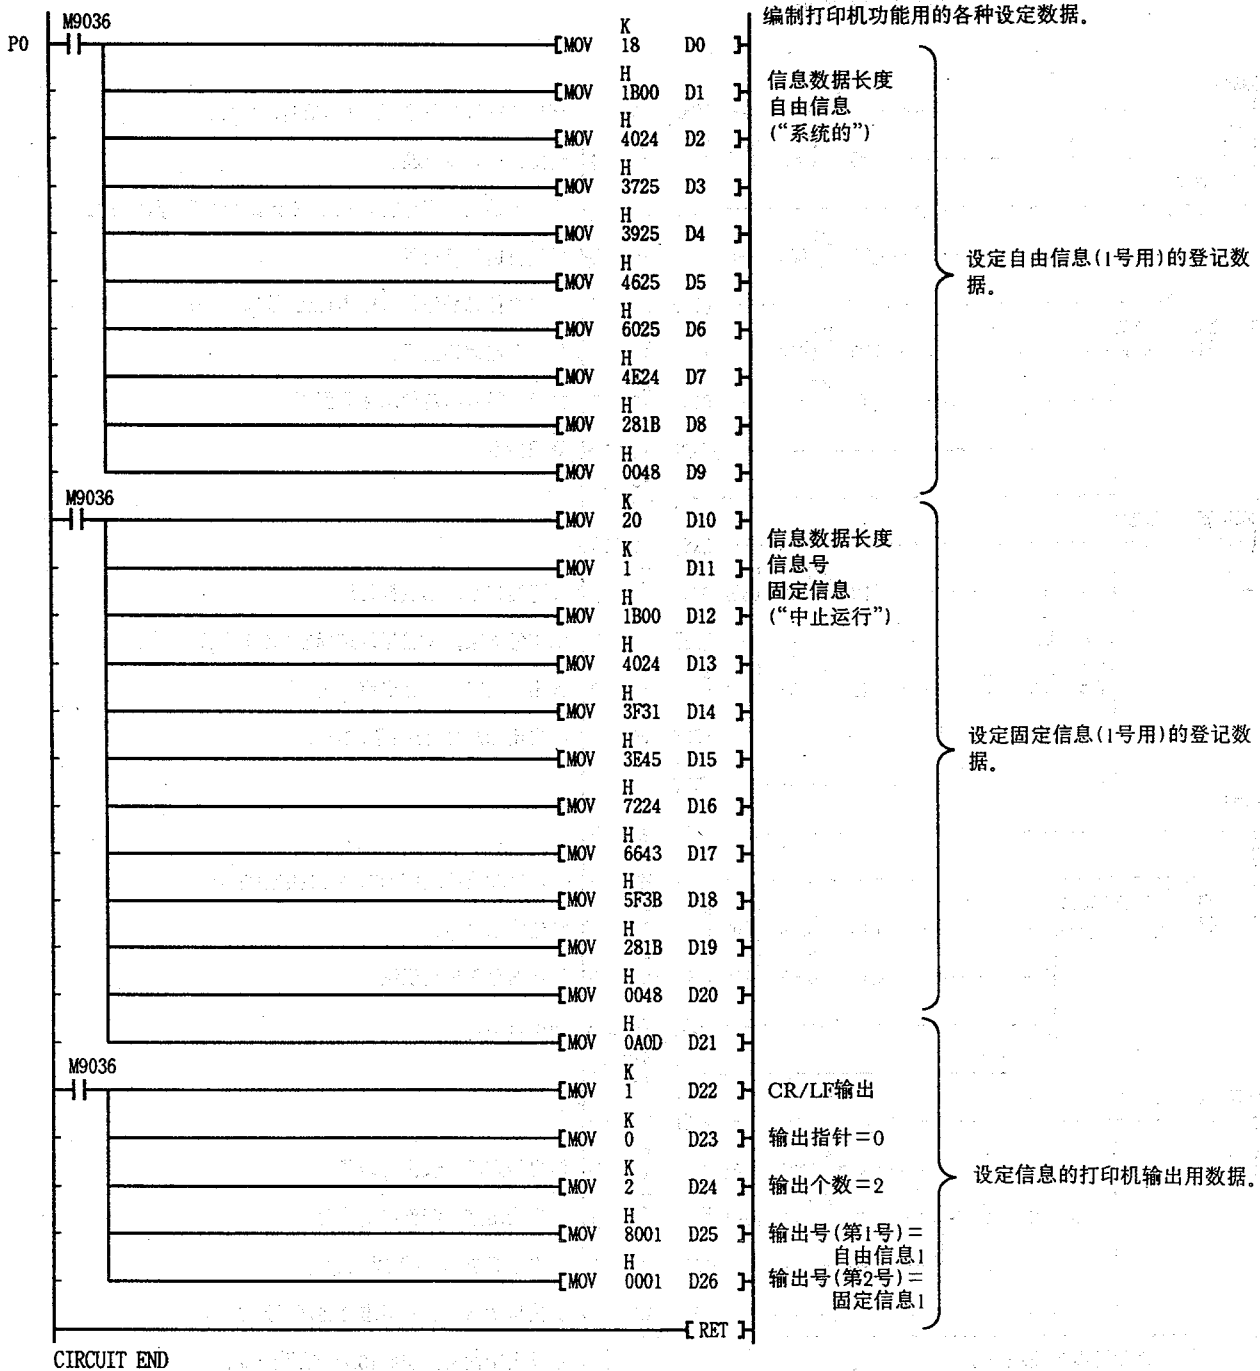 编制打印机功能用的各种设定数据。
M9036
P0
K
MOV 18 D0
H
MOV 1B00 D1
信息数据长度
自由信息
H
MOV 4024 D2
(“系统的”)
H
MOV 3725 D3
H
MOV 3925 D4
设定自由信息(1号用)的登记数
据。
H
MOV 4625 D5
H
MOV 6025 D6
H
MOV 4E24 D7
H
MOV 281B D8
H
MOV 0048 D9
M9036
K
MOV 20 D10
信息数据长度
K
MOV 1 D11
信息号
固定信息
H
MOV 1B00 D12
(“中止运行”)
H
MOV 4024 D13
H
MOV 3F31 D14
设定固定信息(1号用)的登记数
据。
H
MOV 3E45 D15
H
MOV 7224 D16
H
MOV 6643 D17
H
MOV 5F3B D18
H
MOV 281B D19
H
MOV 0048 D20
H
MOV 0A0D D21
M9036
K
MOV 1 D22
CR/LF输出
K
MOV 0 D23
输出指针=0
K
MOV 2 D24
输出个数=2
设定信息的打印机输出用数据。
H
MOV 8001 D25
输出号(第1号)=
自由信息1
H
MOV 0001 D26
输出号(第2号)=
固定信息1
RET
CIRCUIT END